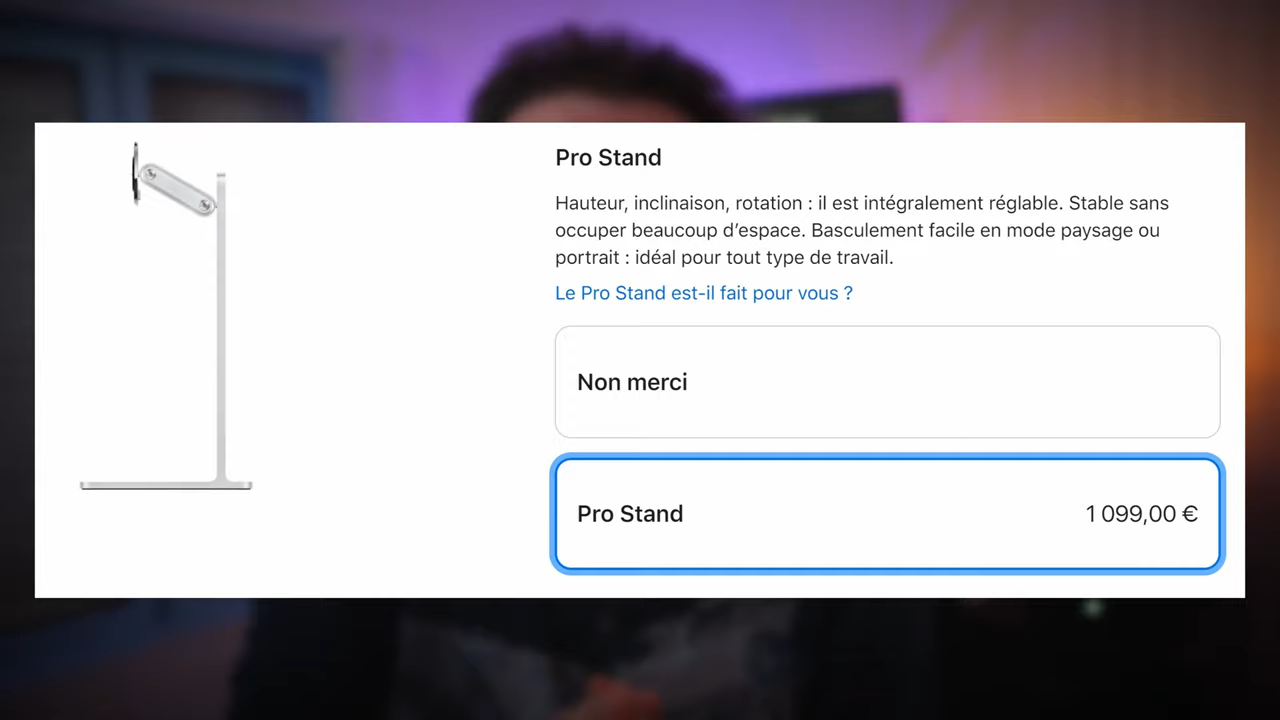 Pro Stand
Hauteur, inclinaison, rotation : il est intégralement réglable. Stable sans
occuper beaucoup d’espace. Basculement facile en mode paysage ou
portrait : idéal pour tout type de travail.
Le Pro Stand est-il fait pour vous ?
Non merci
Pro Stand 1 099,00 €